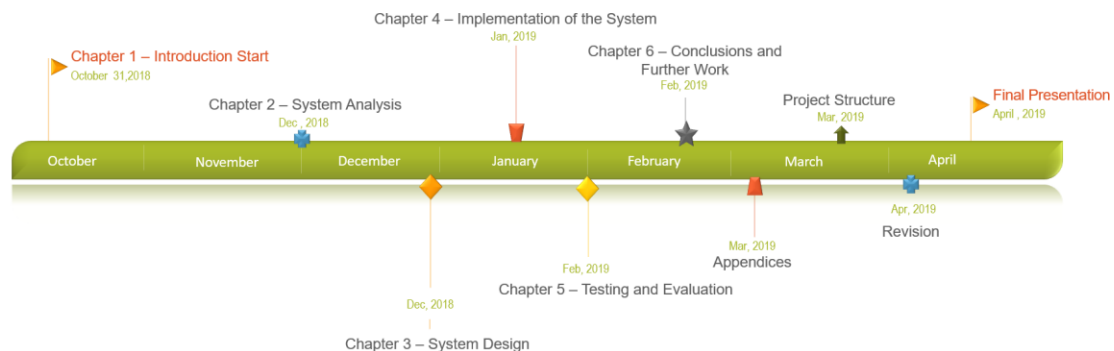 Chapter 4 – Implementation of the System
Jan, 2019
Chapter 1 – Introduction Start
October 31,2018
Chapter 6 – Conclusions and
Further Work
Feb, 2019
Chapter 2 – System Analysis
Dec , 2018
Project Structure
Mar, 2019
Final Presentation
April , 2019
October
November
December
January
February
March
April
Apr, 2019
Revision
Mar, 2019
Appendices
Feb, 2019
Chapter 5 – Testing and Evaluation
Dec, 2018
Chapter 3 – System Design